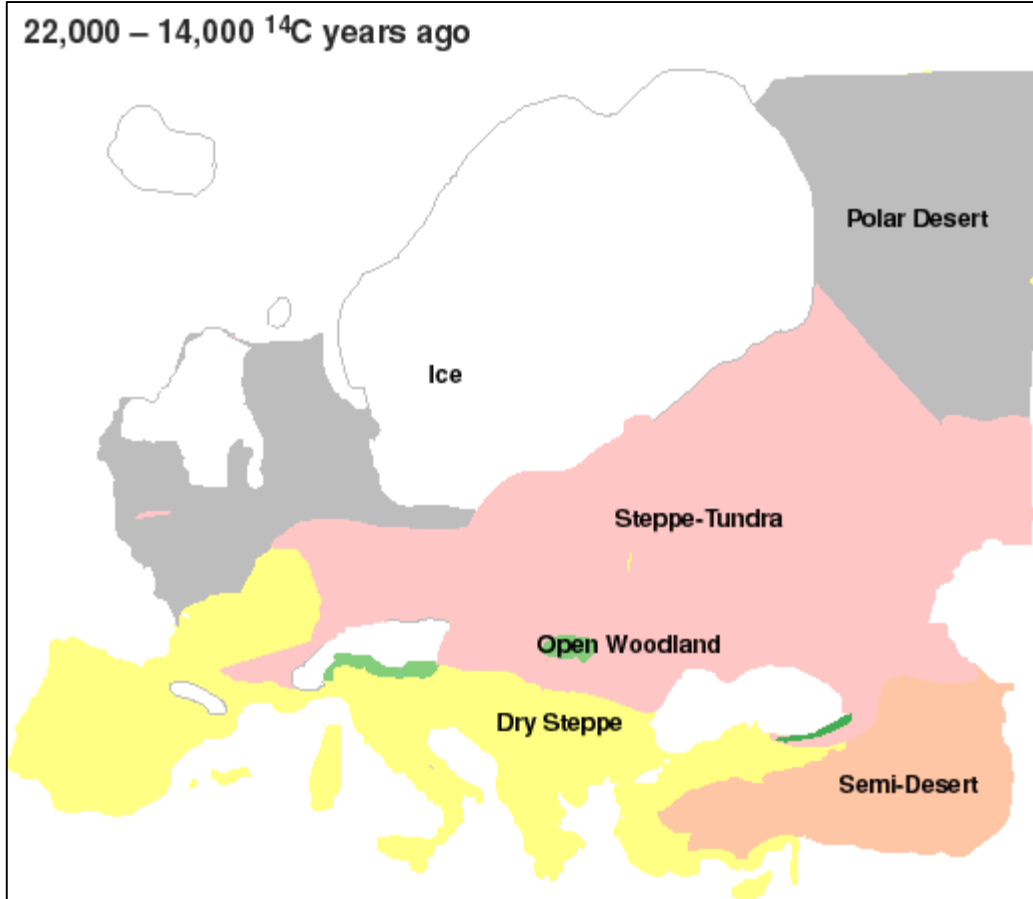 22,000 – 14,000 ¹⁴C years ago
Polar Desert
Ice
Steppe-Tundra
Open Woodland
Dry Steppe
Semi-Desert